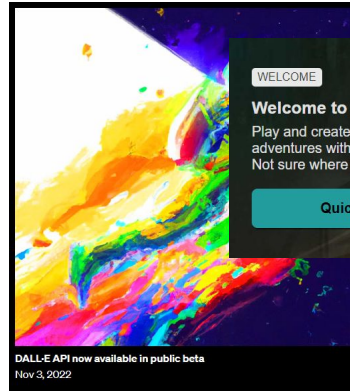 WELCOME
Welcome to
Play and create
adventures with
Not sure where
Quic
DALL·E API now available in public beta
Nov 3, 2022